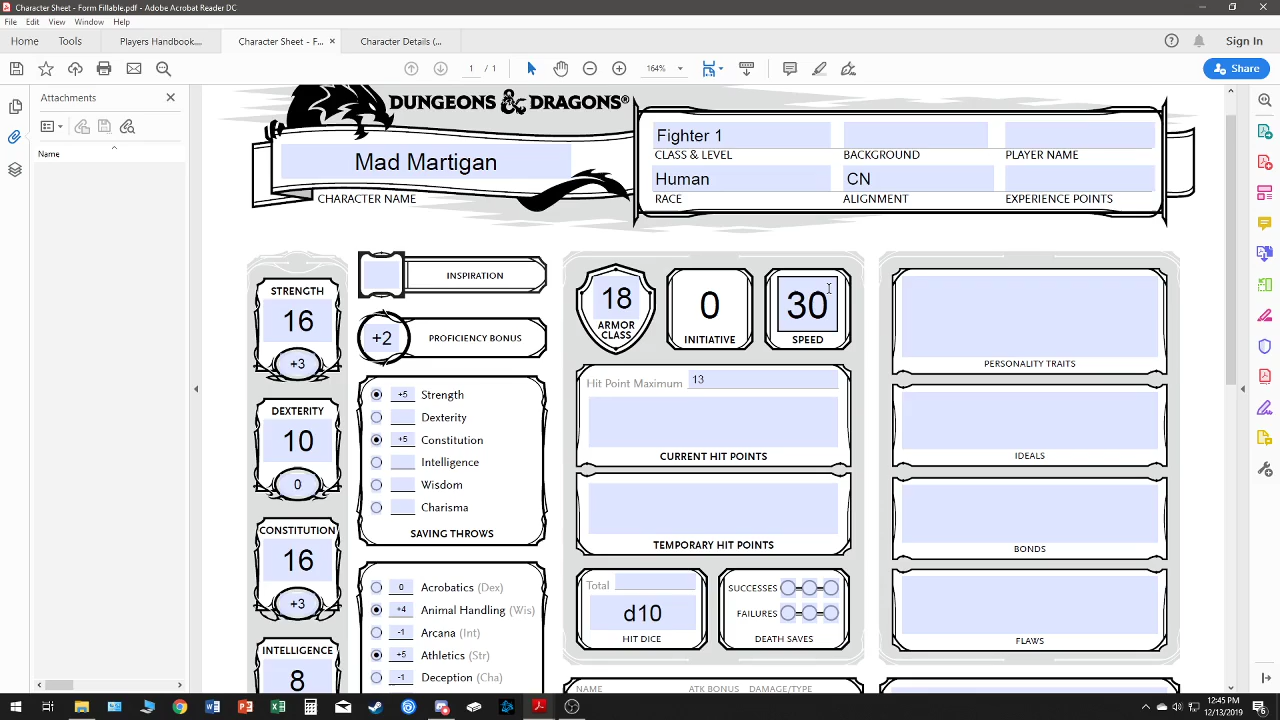 Character Sheet - Form Fillable.pdf - Adobe Acrobat Reader DC
File Edit View Window Help
Home Tools Players Handbook.... Character Sheet - F... × Character Details (... Sign In
1 / 1 164% Share
Attachments
Name
DUNGEONS & DRAGONS®
Mad Martigan
CHARACTER NAME
Fighter 1
CLASS & LEVEL BACKGROUND PLAYER NAME
Human CN
RACE ALIGNMENT EXPERIENCE POINTS
STRENGTH
16
+3
DEXTERITY
10
0
CONSTITUTION
16
+3
INTELLIGENCE
8
INSPIRATION
+2 PROFICIENCY BONUS
+5 Strength
Dexterity
+5 Constitution
Intelligence
Wisdom
Charisma
SAVING THROWS
0 Acrobatics (Dex)
+4 Animal Handling (Wis)
-1 Arcana (Int)
+5 Athletics (Str)
-1 Deception (Cha)
18
ARMOR
CLASS
0
INITIATIVE
30
SPEED
Hit Point Maximum 13
CURRENT HIT POINTS
TEMPORARY HIT POINTS
Total
d10
HIT DICE
SUCCESSES
FAILURES
DEATH SAVES
NAME ATK BONUS DAMAGE/TYPE
PERSONALITY TRAITS
IDEALS
BONDS
FLAWS
12:45 PM
12/13/2019